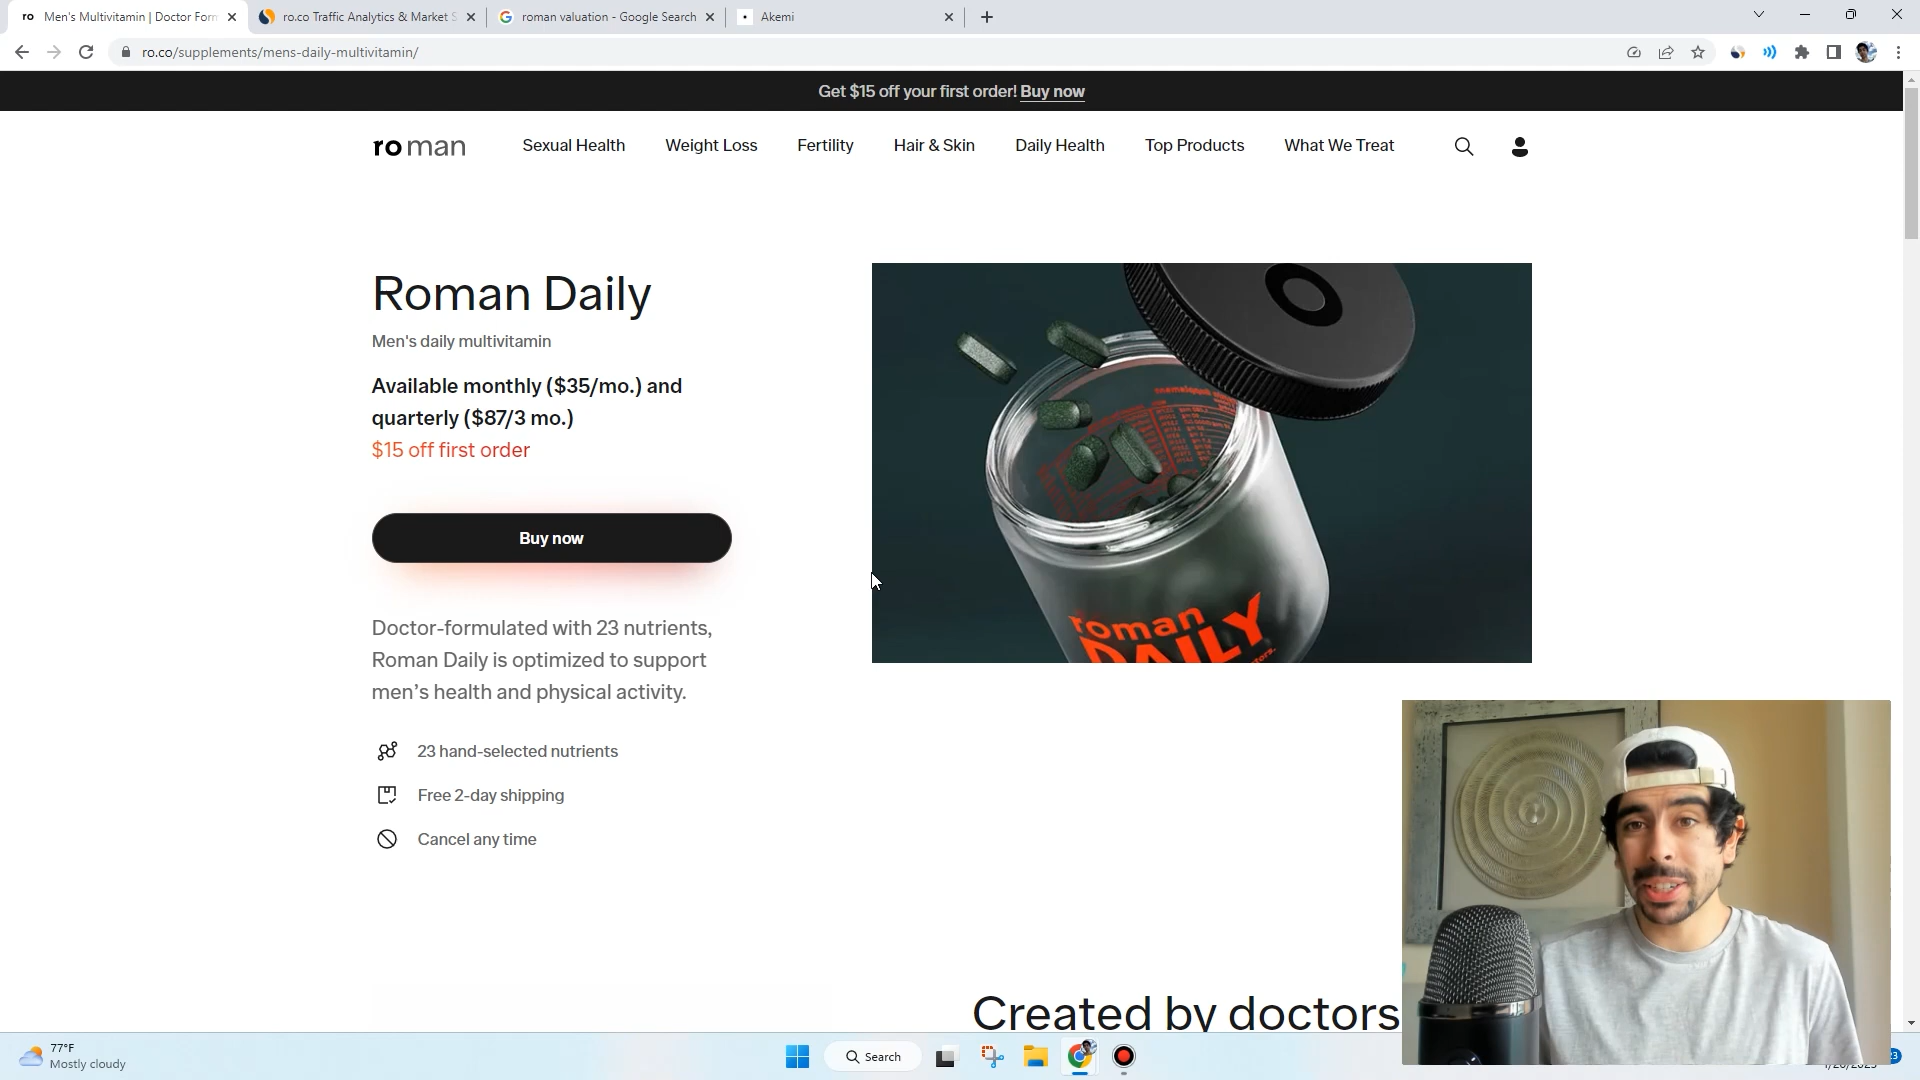 ro Men's Multivitamin | Doctor Form
ro.co Traffic Analytics & Market S
roman valuation - Google Search
Akemi
ro.co/supplements/mens-daily-multivitamin/
Get $15 off your first order! Buy now
roman
Sexual Health
Weight Loss
Fertility
Hair & Skin
Daily Health
Top Products
What We Treat
Roman Daily
Men's daily multivitamin
Available monthly ($35/mo.) and
quarterly ($87/3 mo.)
$15 off first order
Buy now
Doctor-formulated with 23 nutrients,
Roman Daily is optimized to support
men's health and physical activity.
23 hand-selected nutrients
Free 2-day shipping
Cancel any time
roman
DAILY
Created by doctors
77°F
Mostly cloudy
Search